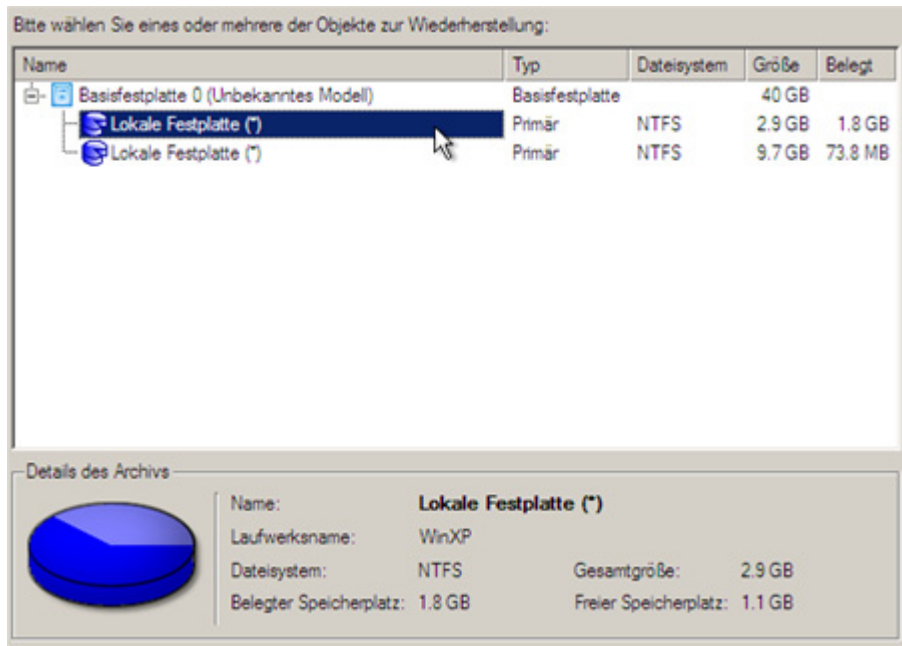 Bitte wählen Sie eines oder mehrere der Objekte zur Wiederherstellung:
Name Typ Dateisystem Größe Belegt
Basisfestplatte 0 (Unbekanntes Modell) Basisfestplatte 40 GB
Lokale Festplatte (*) Primär NTFS 2.9 GB 1.8 GB
Lokale Festplatte (*) Primär NTFS 9.7 GB 73.8 MB
Details des Archivs
Name: Lokale Festplatte (*)
Laufwerksname: WinXP
Dateisystem: NTFS Gesamtgröße: 2.9 GB
Belegter Speicherplatz: 1.8 GB Freier Speicherplatz: 1.1 GB